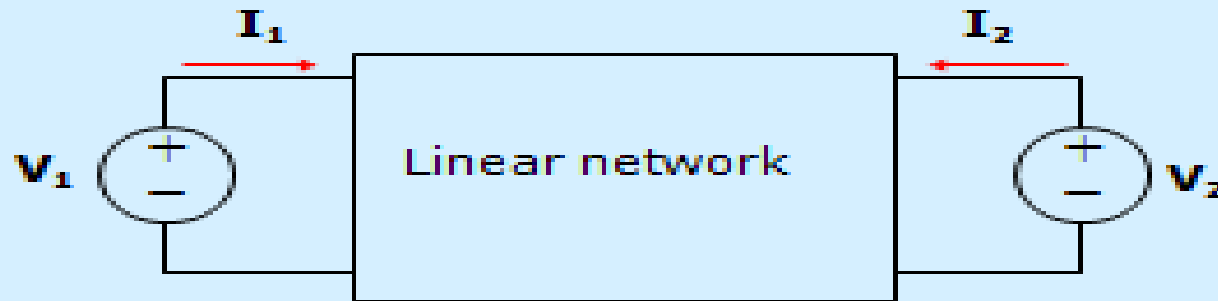 I₁ I₂
V₁ + − Linear network + − V₂